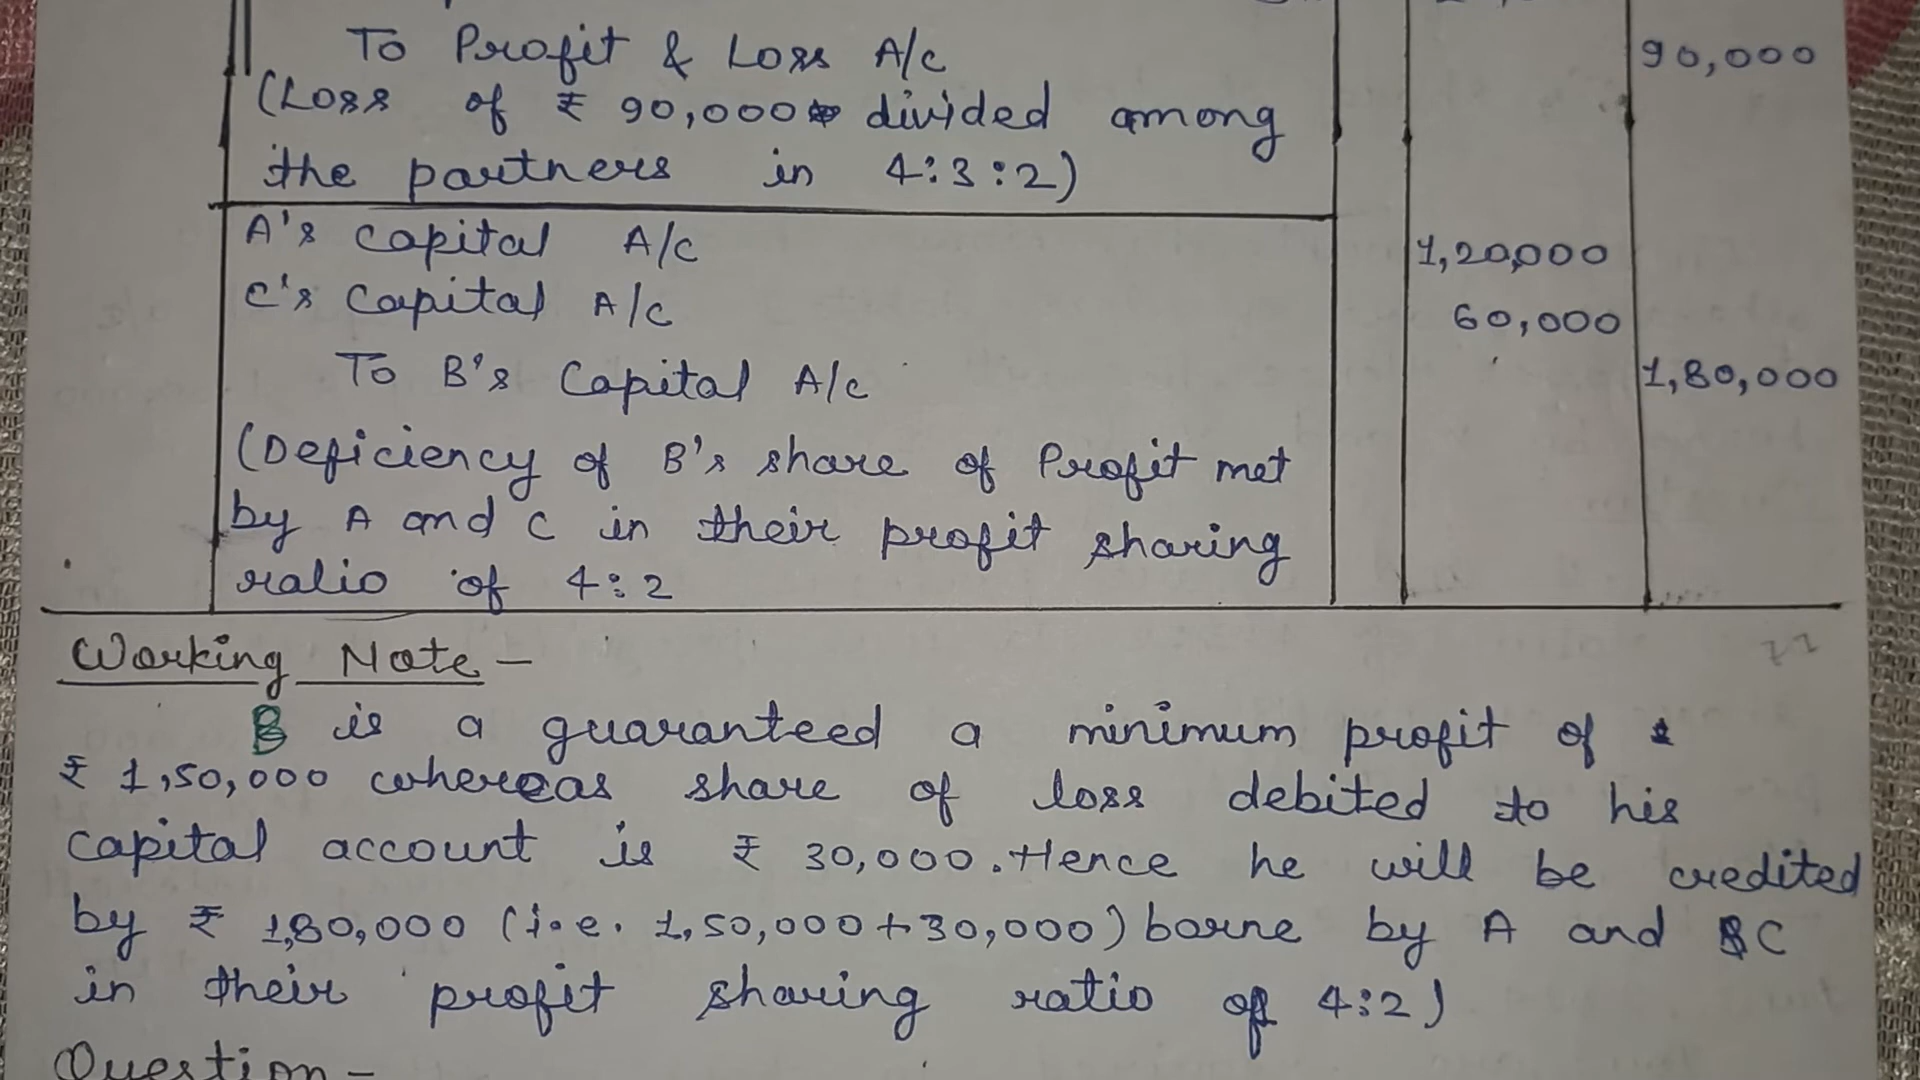 To Profit & Loss A/c 90,000
(Loss of ₹ 90,000 divided among
the partners in 4:3:2)
A's Capital A/c 1,20,000
C's Capital A/c 60,000
To B's Capital A/c 1,80,000
(Deficiency of B's share of Profit met
by A and C in their profit sharing
ratio of 4:2
Working Note -
B is a guaranteed a minimum profit of
₹ 1,50,000 whereas share of loss debited to his
capital account is ₹ 30,000. Hence he will be credited
by ₹ 1,80,000 (i.e. 1,50,000+30,000) borne by A and C
in their profit sharing ratio of 4:2)
Question -